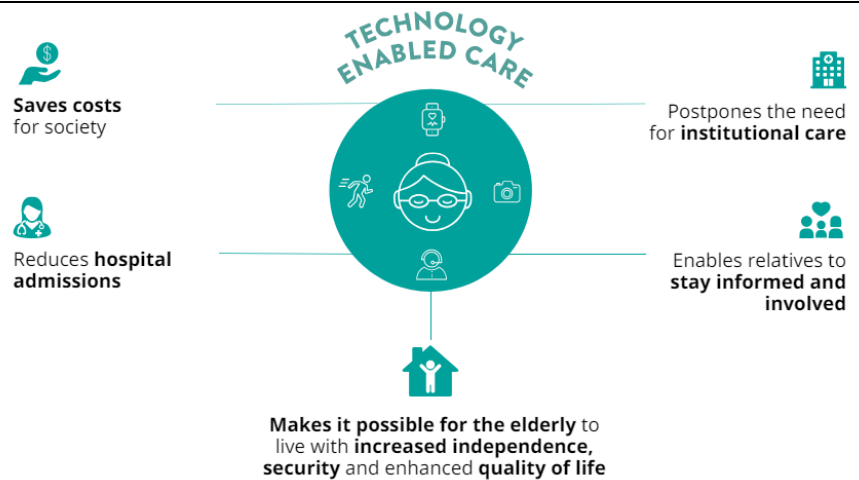 TECHNOLOGY
ENABLED CARE
$
Saves costs
for society
Postpones the need
for institutional care
Reduces hospital
admissions
Enables relatives to
stay informed and
involved
Makes it possible for the elderly to
live with increased independence,
security and enhanced quality of life